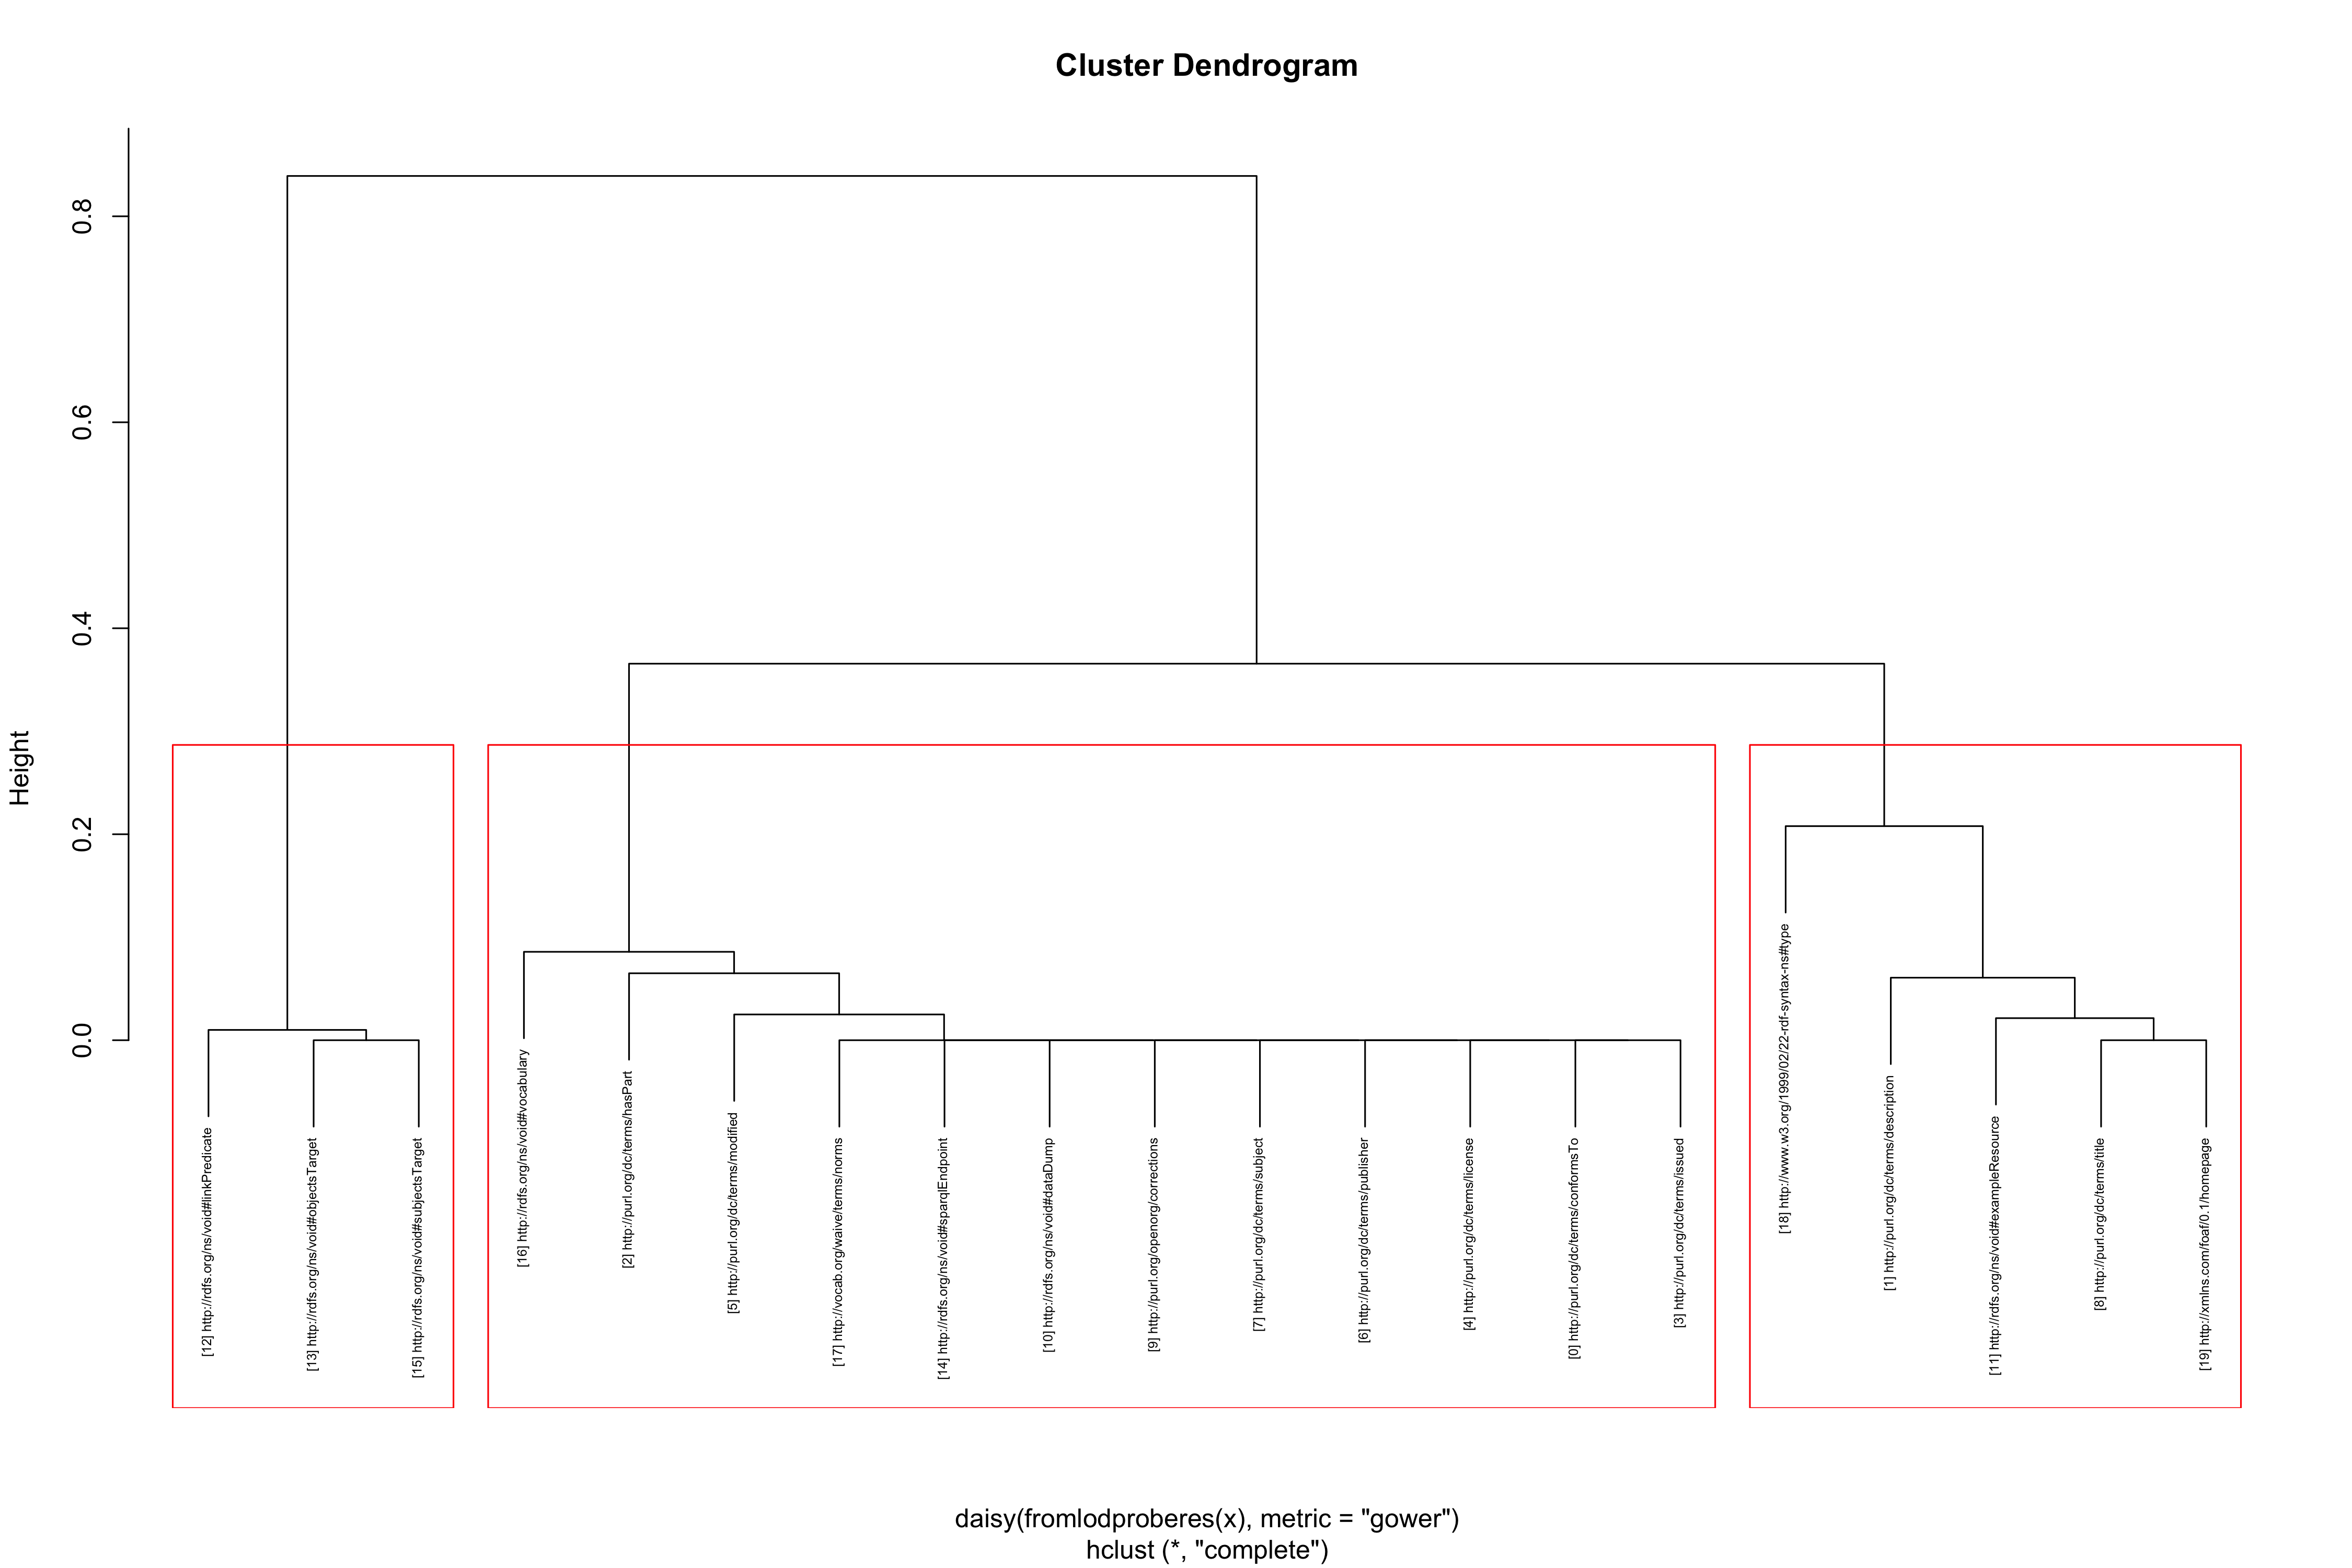 Cluster Dendrogram
Height
0.8
0.6
0.4
0.2
0.0
[12] http://rdfs.org/ns/void#linkPredicate
[13] http://rdfs.org/ns/void#objectsTarget
[15] http://rdfs.org/ns/void#subjectsTarget
[16] http://rdfs.org/ns/void#vocabulary
[2] http://purl.org/dc/terms/hasPart
[5] http://purl.org/dc/terms/modified
[17] http://vocab.org/waive/terms/norms
[14] http://rdfs.org/ns/void#sparqlEndpoint
[10] http://rdfs.org/ns/void#dataDump
[9] http://purl.org/openorg/corrections
[7] http://purl.org/dc/terms/subject
[6] http://purl.org/dc/terms/publisher
[4] http://purl.org/dc/terms/license
[0] http://purl.org/dc/terms/conformsTo
[3] http://purl.org/dc/terms/issued
[18] http://www.w3.org/1999/02/22-rdf-syntax-ns#type
[1] http://purl.org/dc/terms/description
[11] http://rdfs.org/ns/void#exampleResource
[8] http://purl.org/dc/terms/title
[19] http://xmlns.com/foaf/0.1/homepage
daisy(fromlodproberes(x), metric = "gower")
hclust (*, "complete")